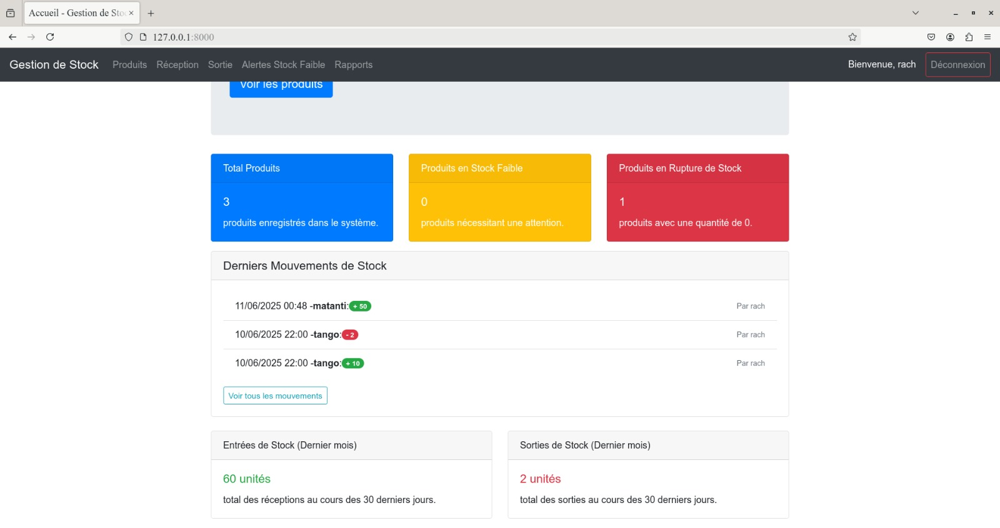 Accueil - Gestion de Stoc
127.0.0.1:8000
Gestion de Stock Produits Réception Sortie Alertes Stock Faible Rapports Bienvenue, rach Déconnexion
Voir les produits
Total Produits
3
produits enregistrés dans le système.
Produits en Stock Faible
0
produits nécessitant une attention.
Produits en Rupture de Stock
1
produits avec une quantité de 0.
Derniers Mouvements de Stock
11/06/2025 00:48 -matanti: + 50 Par rach
10/06/2025 22:00 -tango: - 2 Par rach
10/06/2025 22:00 -tango: + 10 Par rach
Voir tous les mouvements
Entrées de Stock (Dernier mois)
60 unités
total des réceptions au cours des 30 derniers jours.
Sorties de Stock (Dernier mois)
2 unités
total des sorties au cours des 30 derniers jours.